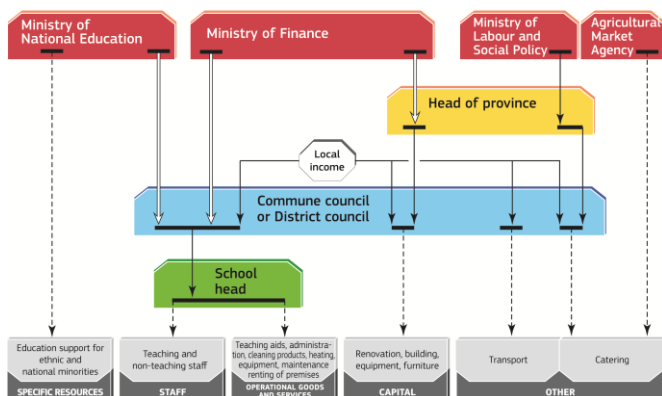 Ministry of
National Education
Ministry of Finance
Ministry of
Labour and
Social Policy
Agricultural
Market
Agency
Head of province
Local
income
Commune council
or District council
School
head
Education support for
ethnic and
national minorities
SPECIFIC RESOURCES
Teaching and
non-teaching staff
STAFF
Teaching aids, administra-
tion, cleaning products, heating,
equipment, maintenance
renting of premises
OPERATIONAL GOODS
AND SERVICES
Renovation, building,
equipment, furniture
CAPITAL
Transport
Catering
OTHER